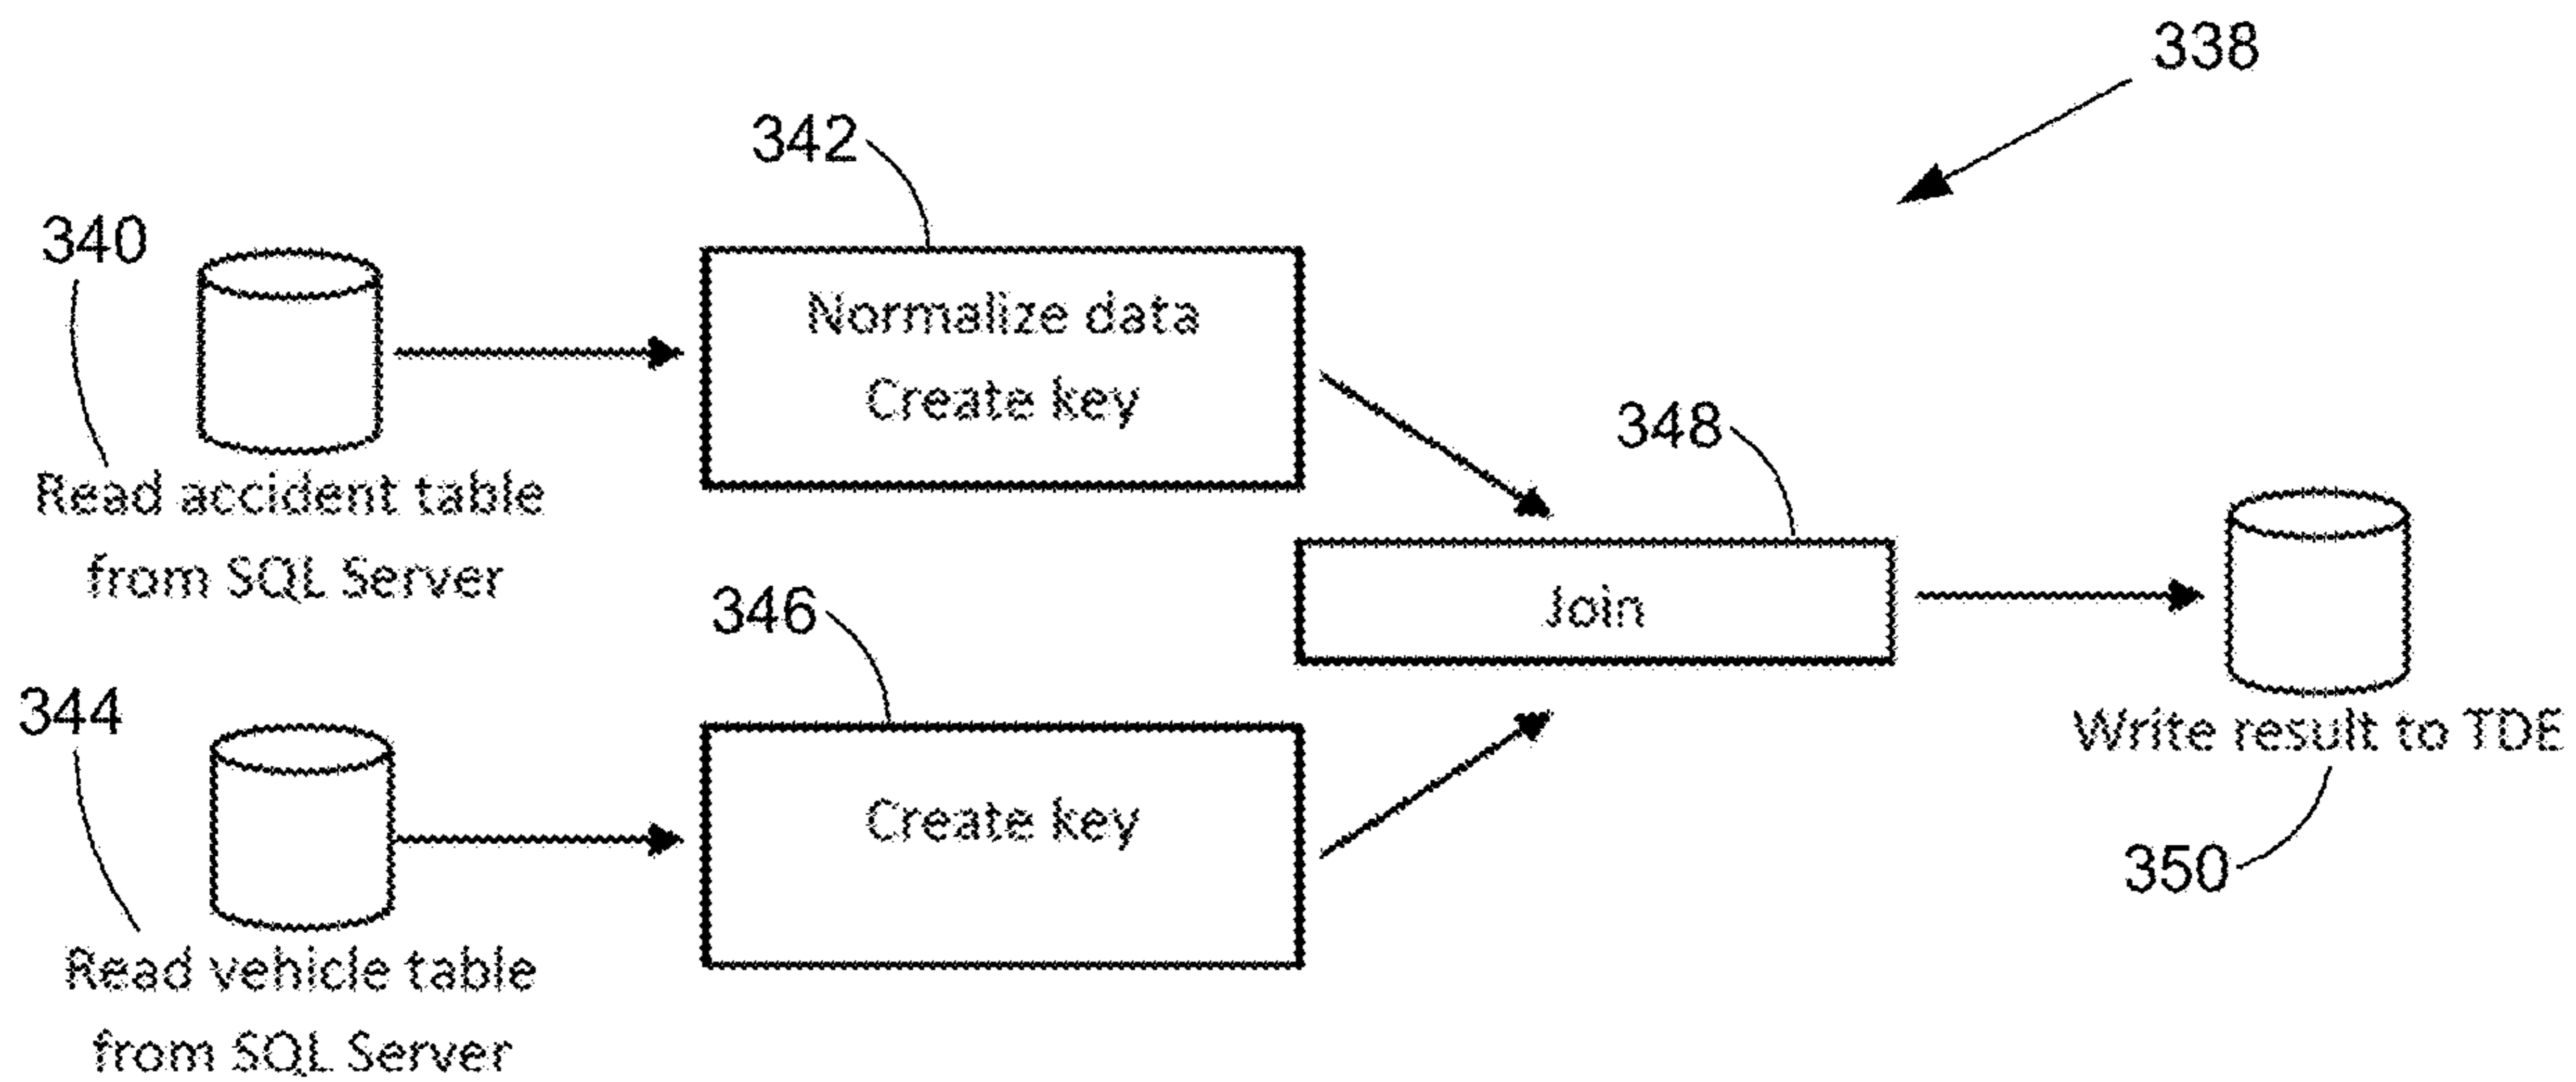 338
342
340
Normalize data
Create key
Read accident table
from SQL Server
348
Join
346
344
Create key
Read vehicle table
from SQL Server
Write result to TDE
350